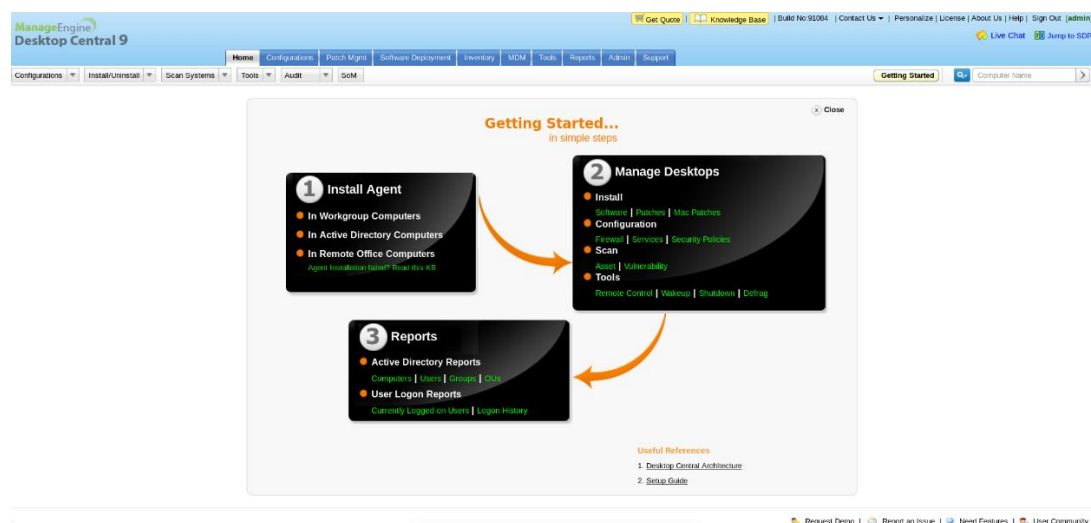 ManageEngine
Desktop Central 9
Get Quote | Knowledge Base | Build No:91084 | Contact Us | Personalize | License | About Us | Help | Sign Out [admin]
Live Chat Jump to SDP
Home Configurations Patch Mgmt Software Deployment Inventory MDM Tools Reports Admin Support
Configurations Install/Uninstall Scan Systems Tools Audit SoM Getting Started Computer Name
Close
Getting Started...
in simple steps
1 Install Agent
In Workgroup Computers
In Active Directory Computers
In Remote Office Computers
Agent Installation failed? Read this KB
2 Manage Desktops
Install
Software | Patches | Mac Patches
Configuration
Firewall | Services | Security Policies
Scan
Asset | Vulnerability
Tools
Remote Control | Wakeup | Shutdown | Defrag
3 Reports
Active Directory Reports
Computers | Users | Groups | OUs
User Logon Reports
Currently Logged on Users | Logon History
Useful References
1. Desktop Central Architecture
2. Setup Guide
Request Demo | Report an Issue | Need Features | User Community